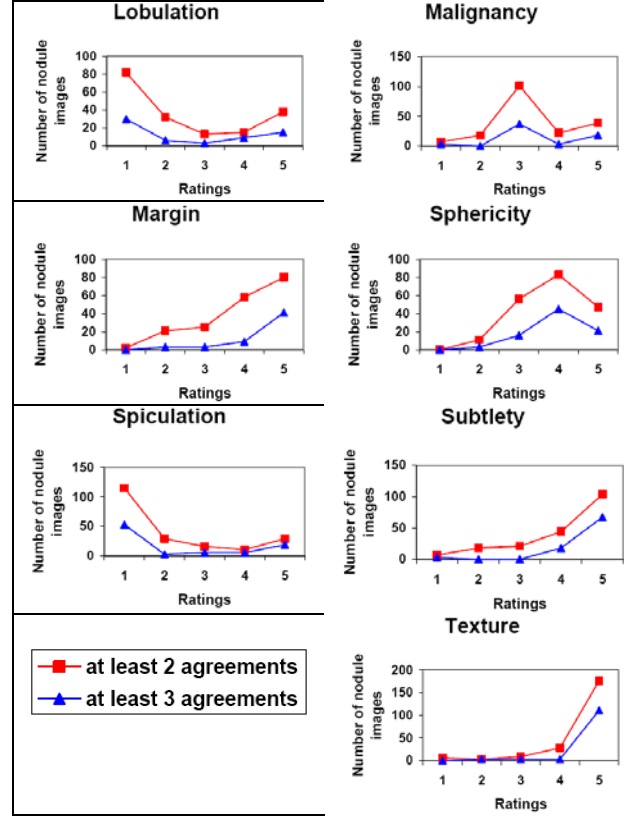 Lobulation
Number of nodule
images
100
80
60
40
20
0
1 2 3 4 5
Ratings
Malignancy
Number of nodule
images
150
100
50
0
1 2 3 4 5
Ratings
Margin
Number of nodule
images
100
80
60
40
20
0
1 2 3 4 5
Ratings
Sphericity
Number of nodule
images
100
80
60
40
20
0
1 2 3 4 5
Ratings
Spiculation
Number of nodule
images
150
100
50
0
1 2 3 4 5
Ratings
Subtlety
Number of nodule
images
150
100
50
0
1 2 3 4 5
Ratings
at least 2 agreements
at least 3 agreements
Texture
Number of nodule
images
200
150
100
50
0
1 2 3 4 5
Ratings